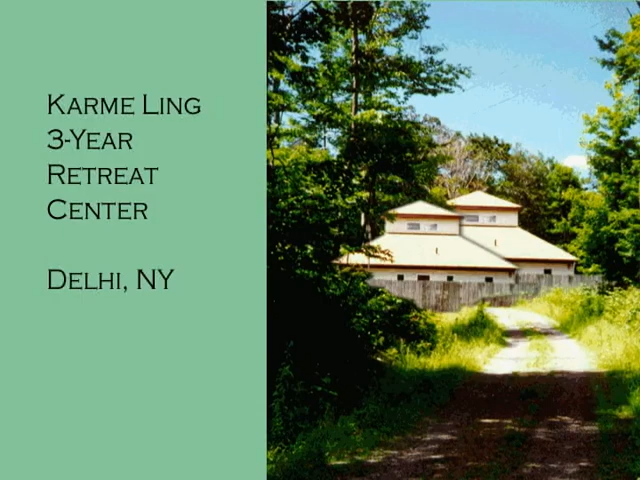 Karme Ling
3-Year
Retreat
Center
Delhi, NY